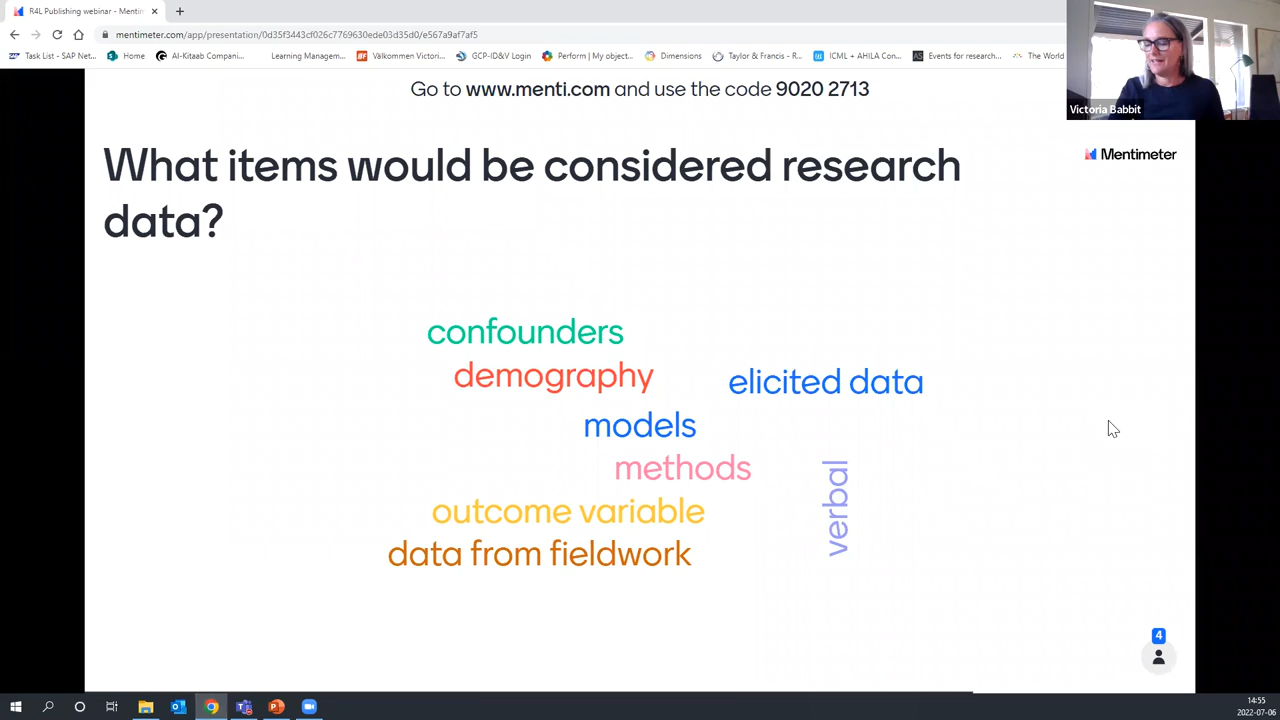 R4L Publishing webinar - Mentim
mentimeter.com/app/presentation/0d35f3443cf026c7769630ede03d35d0/e567a9af7af5
Task List - SAP Net...
Home
Al-Kitaab Compani...
Learning Managem...
Välkommen Victori...
GCP-ID&V Login
Perform | My object...
Dimensions
Taylor & Francis - R...
ICML + AHILA Con...
Events for research...
The World
Victoria Babbit
Go to www.menti.com and use the code 9020 2713
Mentimeter
What items would be considered research
data?
confounders
demography
elicited data
models
methods
verbal
outcome variable
data from fieldwork
4
14:55
2022-07-06